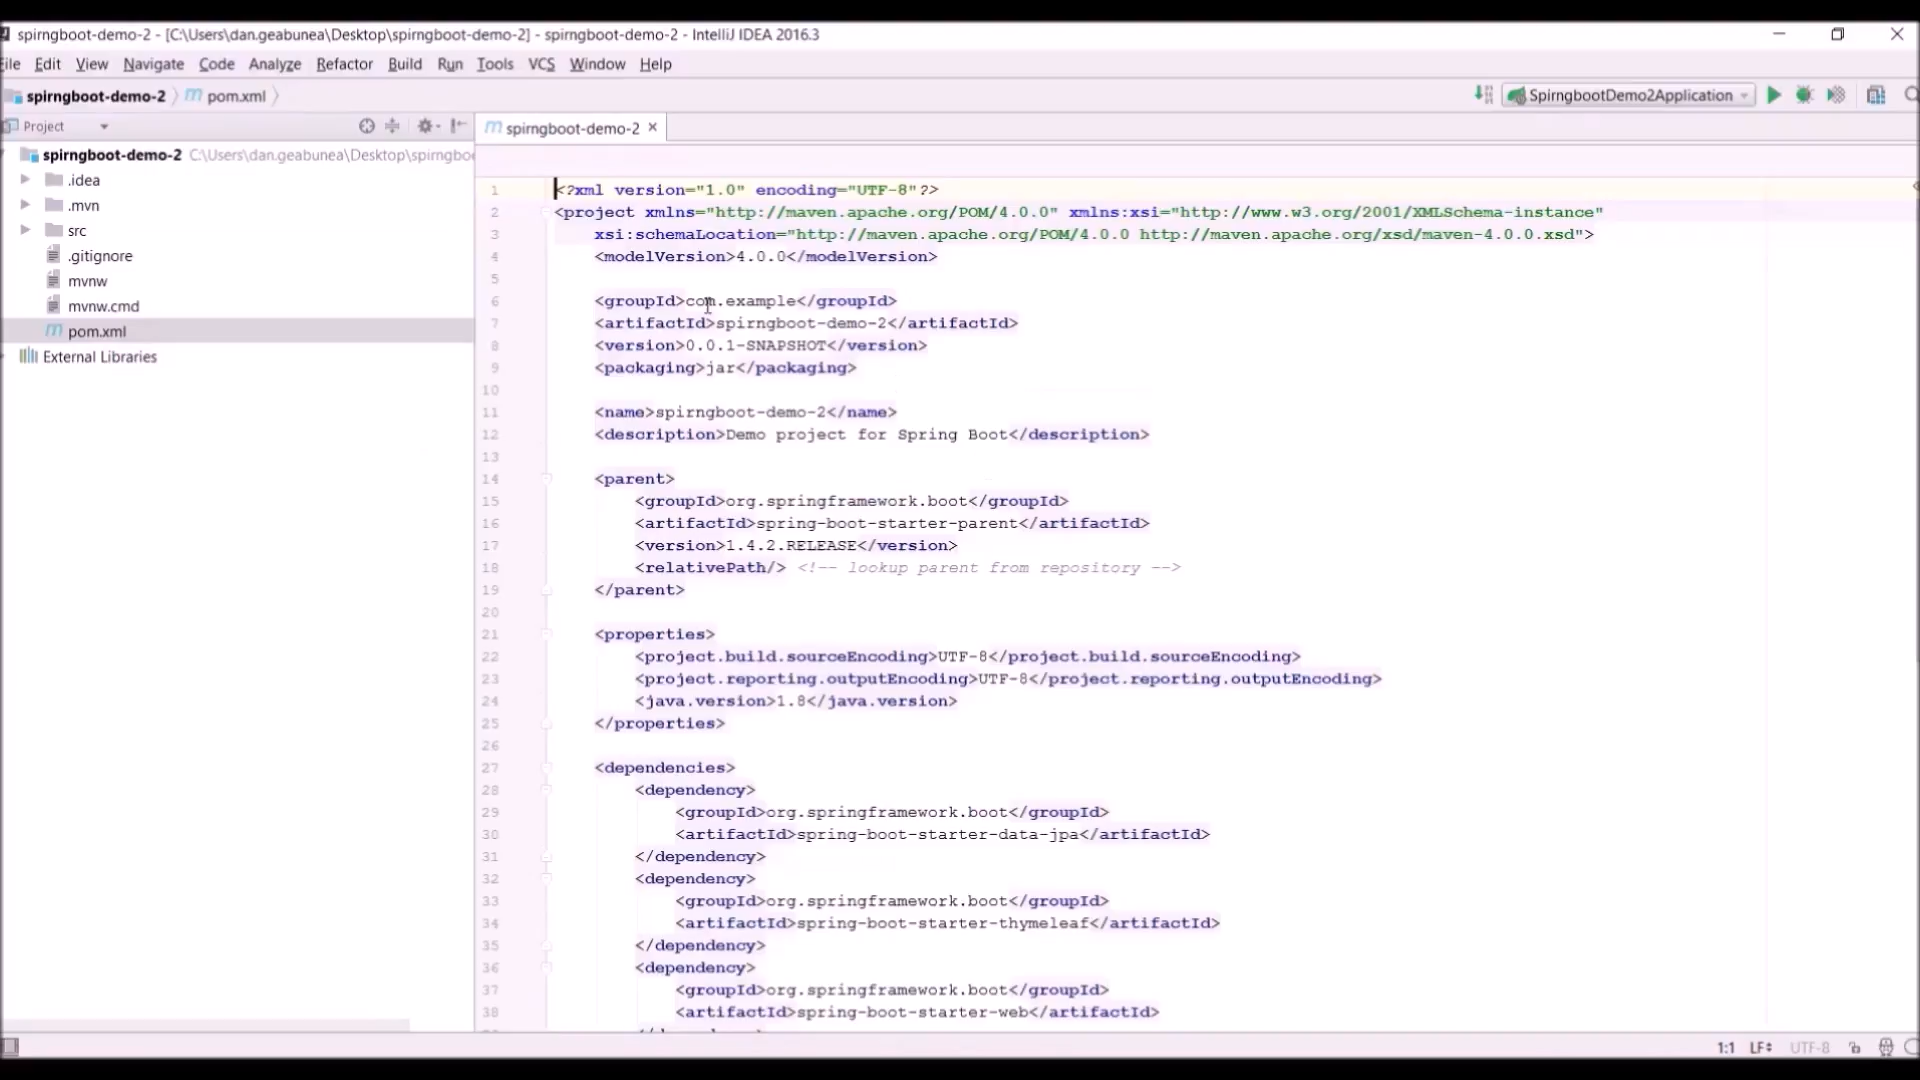 spirngboot-demo-2 - [C:\Users\dan.geabunea\Desktop\spirngboot-demo-2] - spirngboot-demo-2 - IntelliJ IDEA 2016.3
ile Edit View Navigate Code Analyze Refactor Build Run Tools VCS Window Help
spirngboot-demo-2 pom.xml
SpirngbootDemo2Application
Project
spirngboot-demo-2
spirngboot-demo-2 C:\Users\dan.geabunea\Desktop\spirngboo
.idea
.mvn
src
.gitignore
mvnw
mvnw.cmd
pom.xml
External Libraries
1 <?xml version="1.0" encoding="UTF-8"?>
2 <project xmlns="http://maven.apache.org/POM/4.0.0" xmlns:xsi="http://www.w3.org/2001/XMLSchema-instance"
3 xsi:schemaLocation="http://maven.apache.org/POM/4.0.0 http://maven.apache.org/xsd/maven-4.0.0.xsd">
4 <modelVersion>4.0.0</modelVersion>
5
6 <groupId>com.example</groupId>
7 <artifactId>spirngboot-demo-2</artifactId>
8 <version>0.0.1-SNAPSHOT</version>
9 <packaging>jar</packaging>
10
11 <name>spirngboot-demo-2</name>
12 <description>Demo project for Spring Boot</description>
13
14 <parent>
15 <groupId>org.springframework.boot</groupId>
16 <artifactId>spring-boot-starter-parent</artifactId>
17 <version>1.4.2.RELEASE</version>
18 <relativePath/> <!-- lookup parent from repository -->
19 </parent>
20
21 <properties>
22 <project.build.sourceEncoding>UTF-8</project.build.sourceEncoding>
23 <project.reporting.outputEncoding>UTF-8</project.reporting.outputEncoding>
24 <java.version>1.8</java.version>
25 </properties>
26
27 <dependencies>
28 <dependency>
29 <groupId>org.springframework.boot</groupId>
30 <artifactId>spring-boot-starter-data-jpa</artifactId>
31 </dependency>
32 <dependency>
33 <groupId>org.springframework.boot</groupId>
34 <artifactId>spring-boot-starter-thymeleaf</artifactId>
35 </dependency>
36 <dependency>
37 <groupId>org.springframework.boot</groupId>
38 <artifactId>spring-boot-starter-web</artifactId>
1:1 LF UTF-8